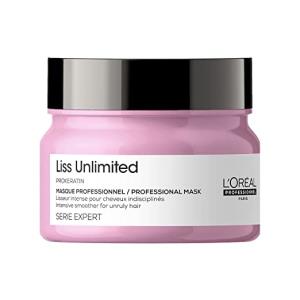 Liss Unlimited
PROKERATIN
MASQUE PROFESSIONNEL / PROFESSIONAL MASK
Lisseur intense pour cheveux indisciplinés
Intensive smoother for unruly hair
SERIE EXPERT
L'ORÉAL
PROFESSIONNEL
PARIS